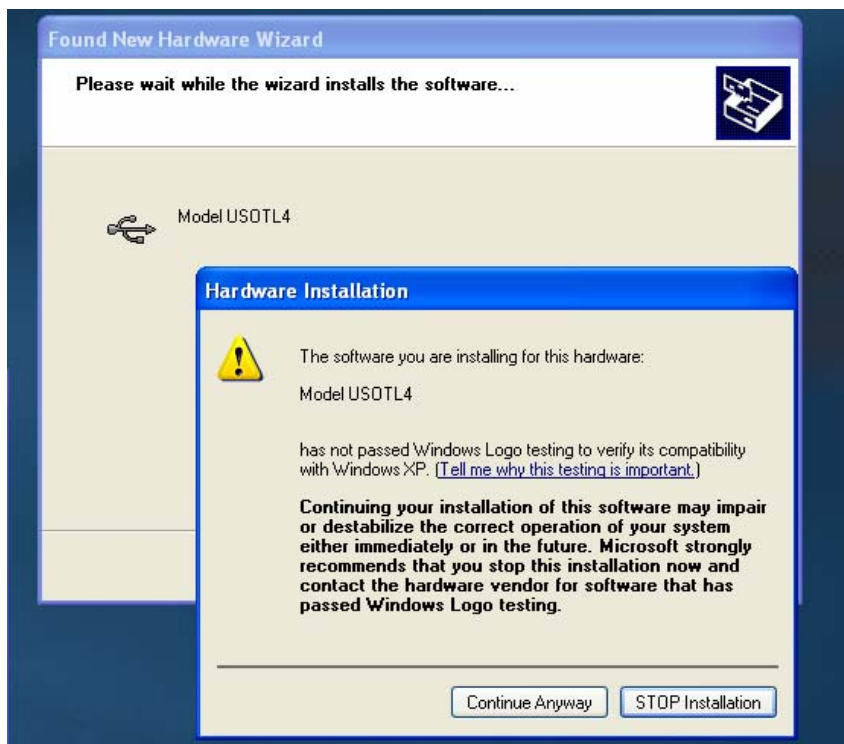 Found New Hardware Wizard
Please wait while the wizard installs the software...
Model USOTL4
Hardware Installation
The software you are installing for this hardware:
Model USOTL4
has not passed Windows Logo testing to verify its compatibility
with Windows XP. (Tell me why this testing is important.)
Continuing your installation of this software may impair
or destabilize the correct operation of your system
either immediately or in the future. Microsoft strongly
recommends that you stop this installation now and
contact the hardware vendor for software that has
passed Windows Logo testing.
Continue Anyway
STOP Installation